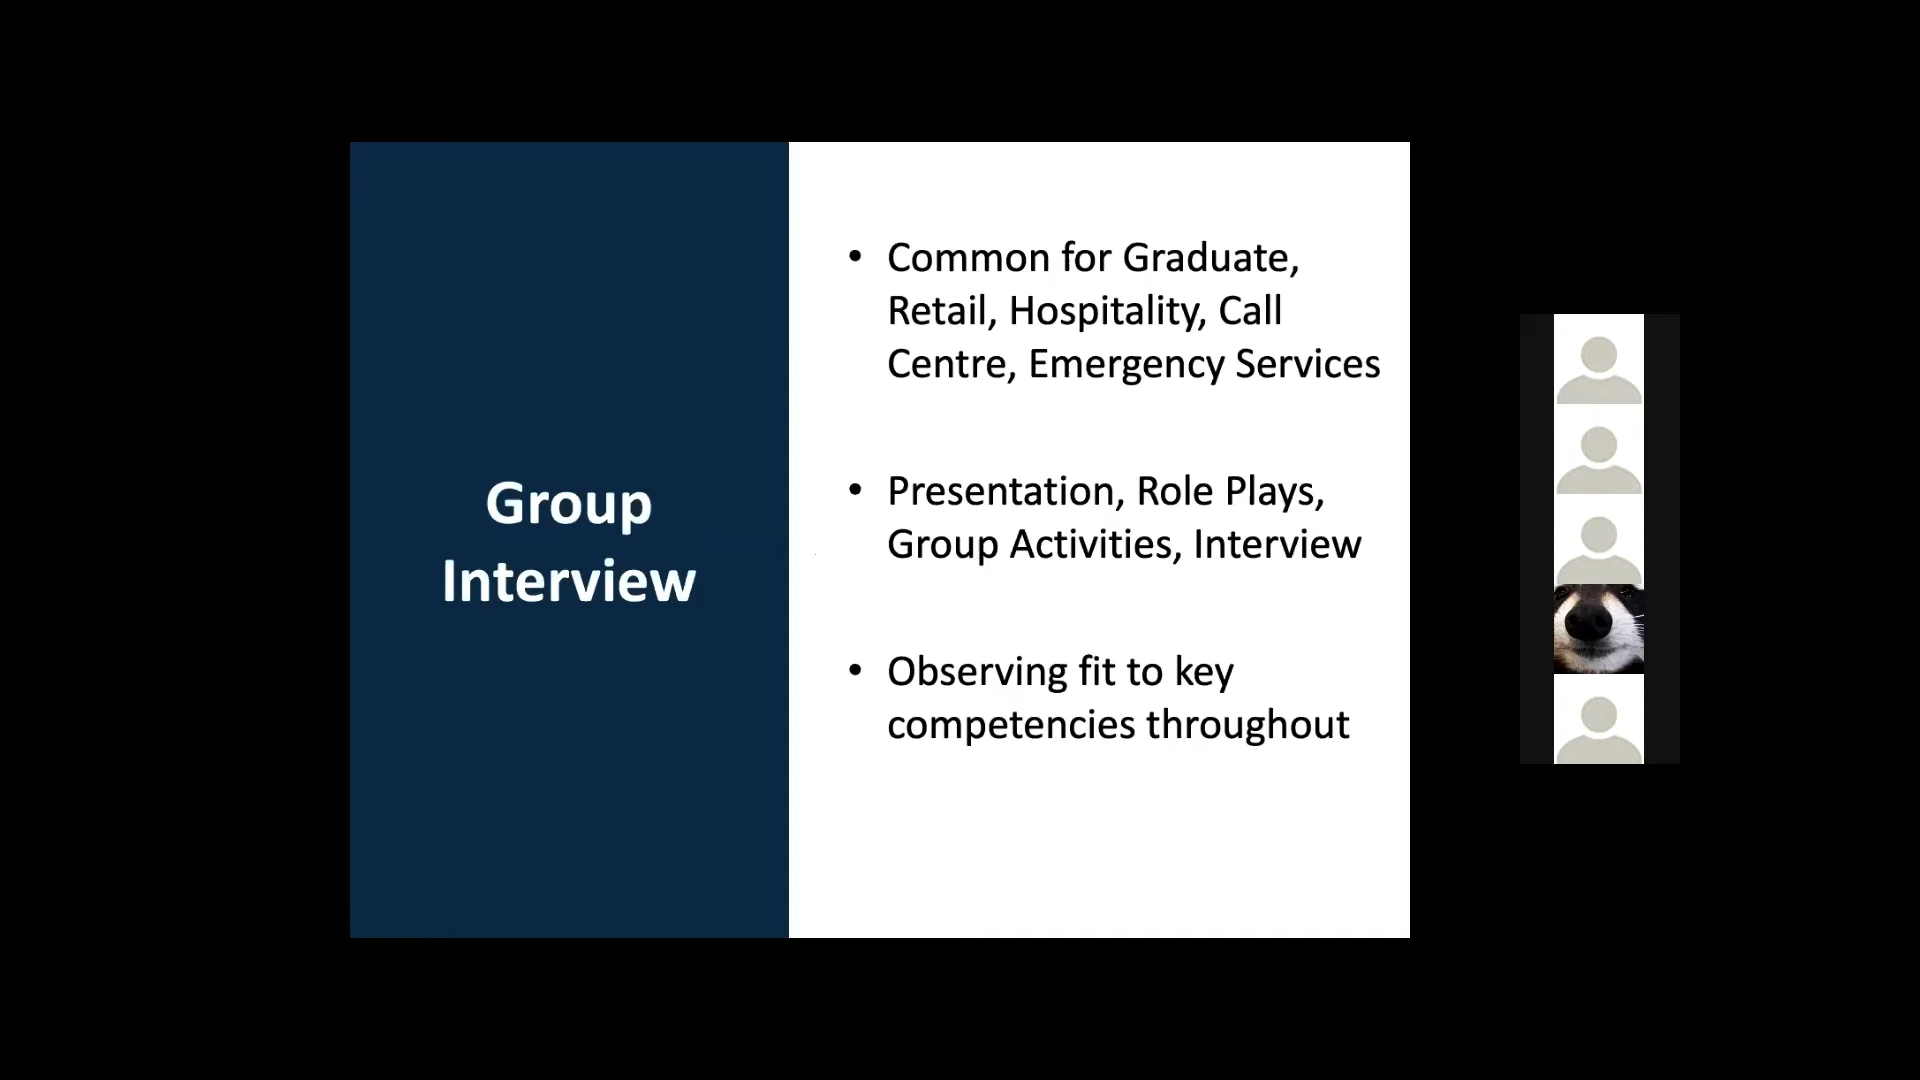 Group
Interview
• Common for Graduate,
Retail, Hospitality, Call
Centre, Emergency Services
• Presentation, Role Plays,
Group Activities, Interview
• Observing fit to key
competencies throughout